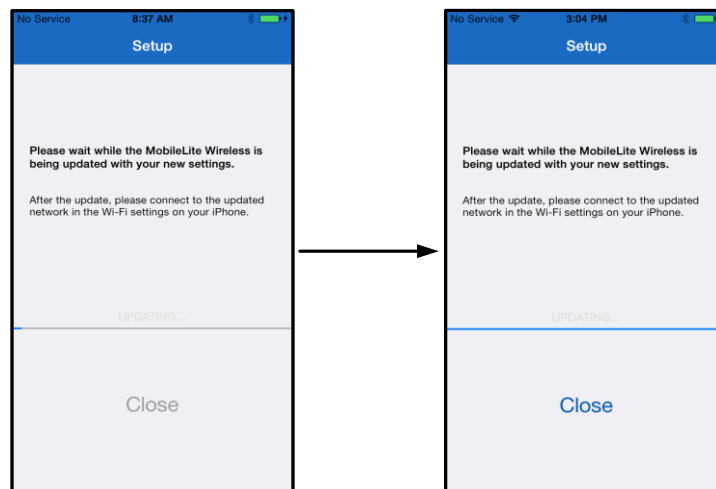 No Service 8:37 AM
Setup
Please wait while the MobileLite Wireless is
being updated with your new settings.
After the update, please connect to the updated
network in the Wi-Fi settings on your iPhone.
UPDATING...
Close
No Service 3:04 PM
Setup
Please wait while the MobileLite Wireless is
being updated with your new settings.
After the update, please connect to the updated
network in the Wi-Fi settings on your iPhone.
UPDATING...
Close